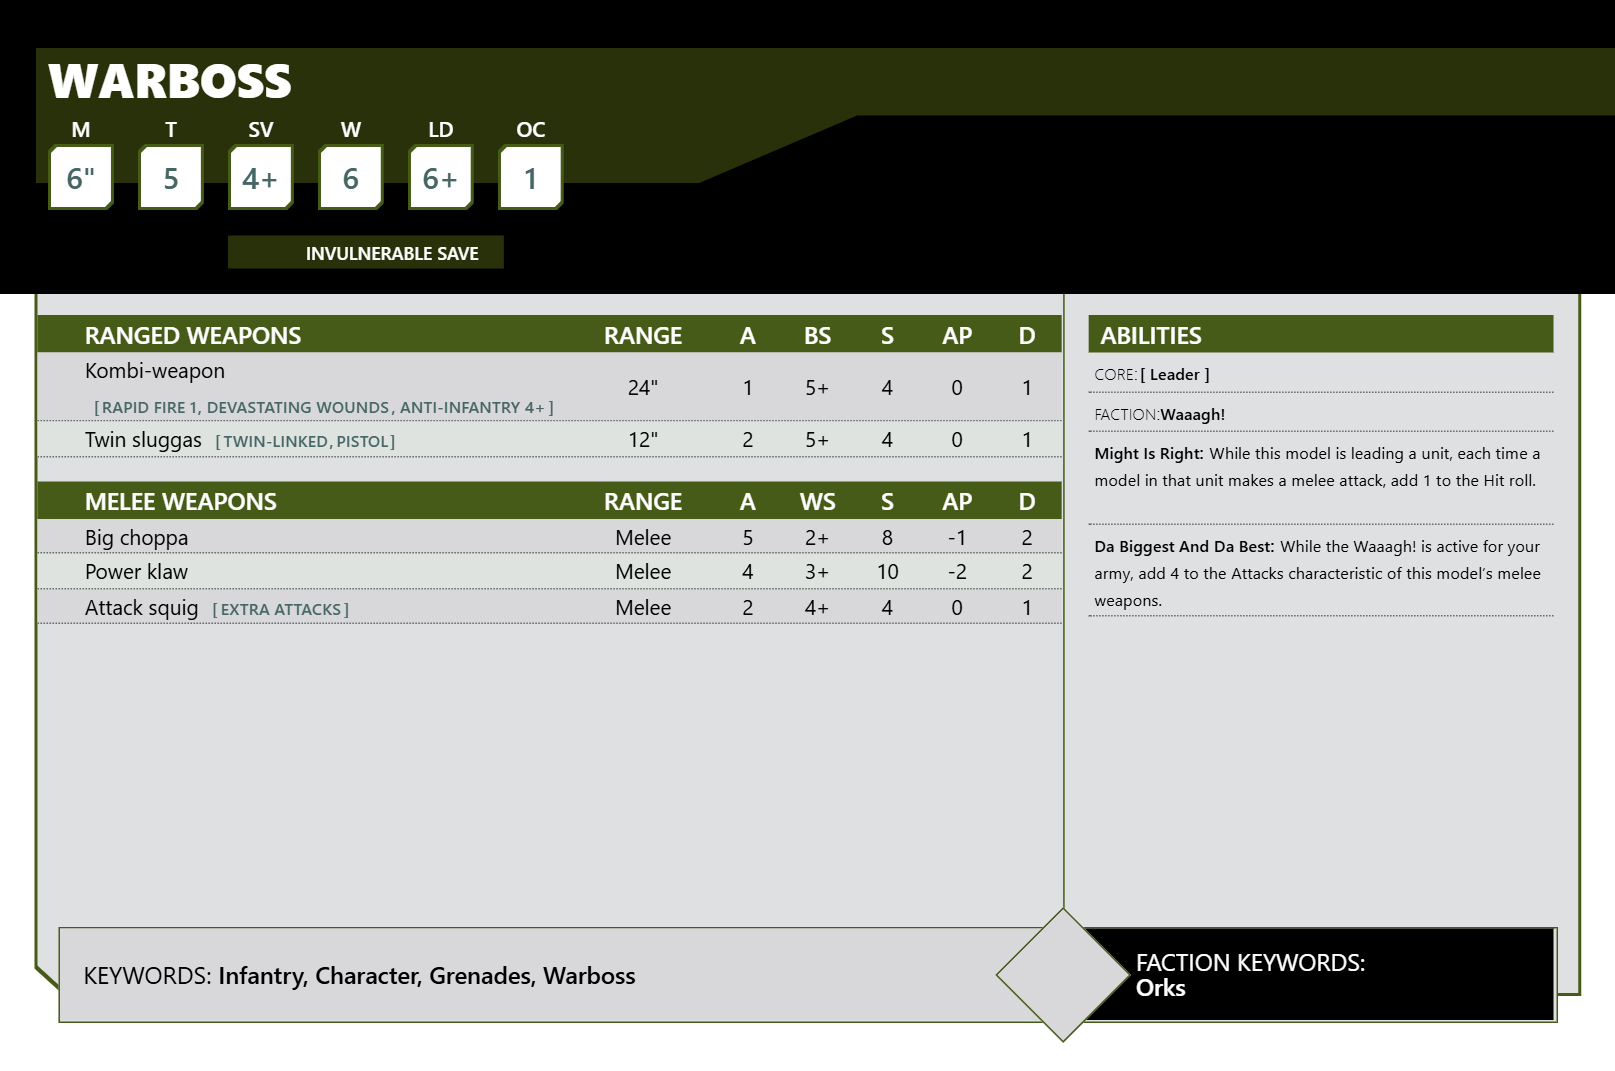 WARBOSS
M T SV W LD OC
6" 5 4+ 6 6+ 1
INVULNERABLE SAVE
RANGED WEAPONS RANGE A BS S AP D
Kombi-weapon
24" 1 5+ 4 0 1
[RAPID FIRE 1, DEVASTATING WOUNDS, ANTI-INFANTRY 4+]
Twin sluggas [TWIN-LINKED, PISTOL] 12" 2 5+ 4 0 1
MELEE WEAPONS RANGE A WS S AP D
Big choppa Melee 5 2+ 8 -1 2
Power klaw Melee 4 3+ 10 -2 2
Attack squig [EXTRA ATTACKS] Melee 2 4+ 4 0 1
ABILITIES
CORE: [ Leader ]
FACTION: Waaagh!
Might Is Right: While this model is leading a unit, each time a
model in that unit makes a melee attack, add 1 to the Hit roll.
Da Biggest And Da Best: While the Waaagh! is active for your
army, add 4 to the Attacks characteristic of this model's melee
weapons.
KEYWORDS: Infantry, Character, Grenades, Warboss
FACTION KEYWORDS:
Orks